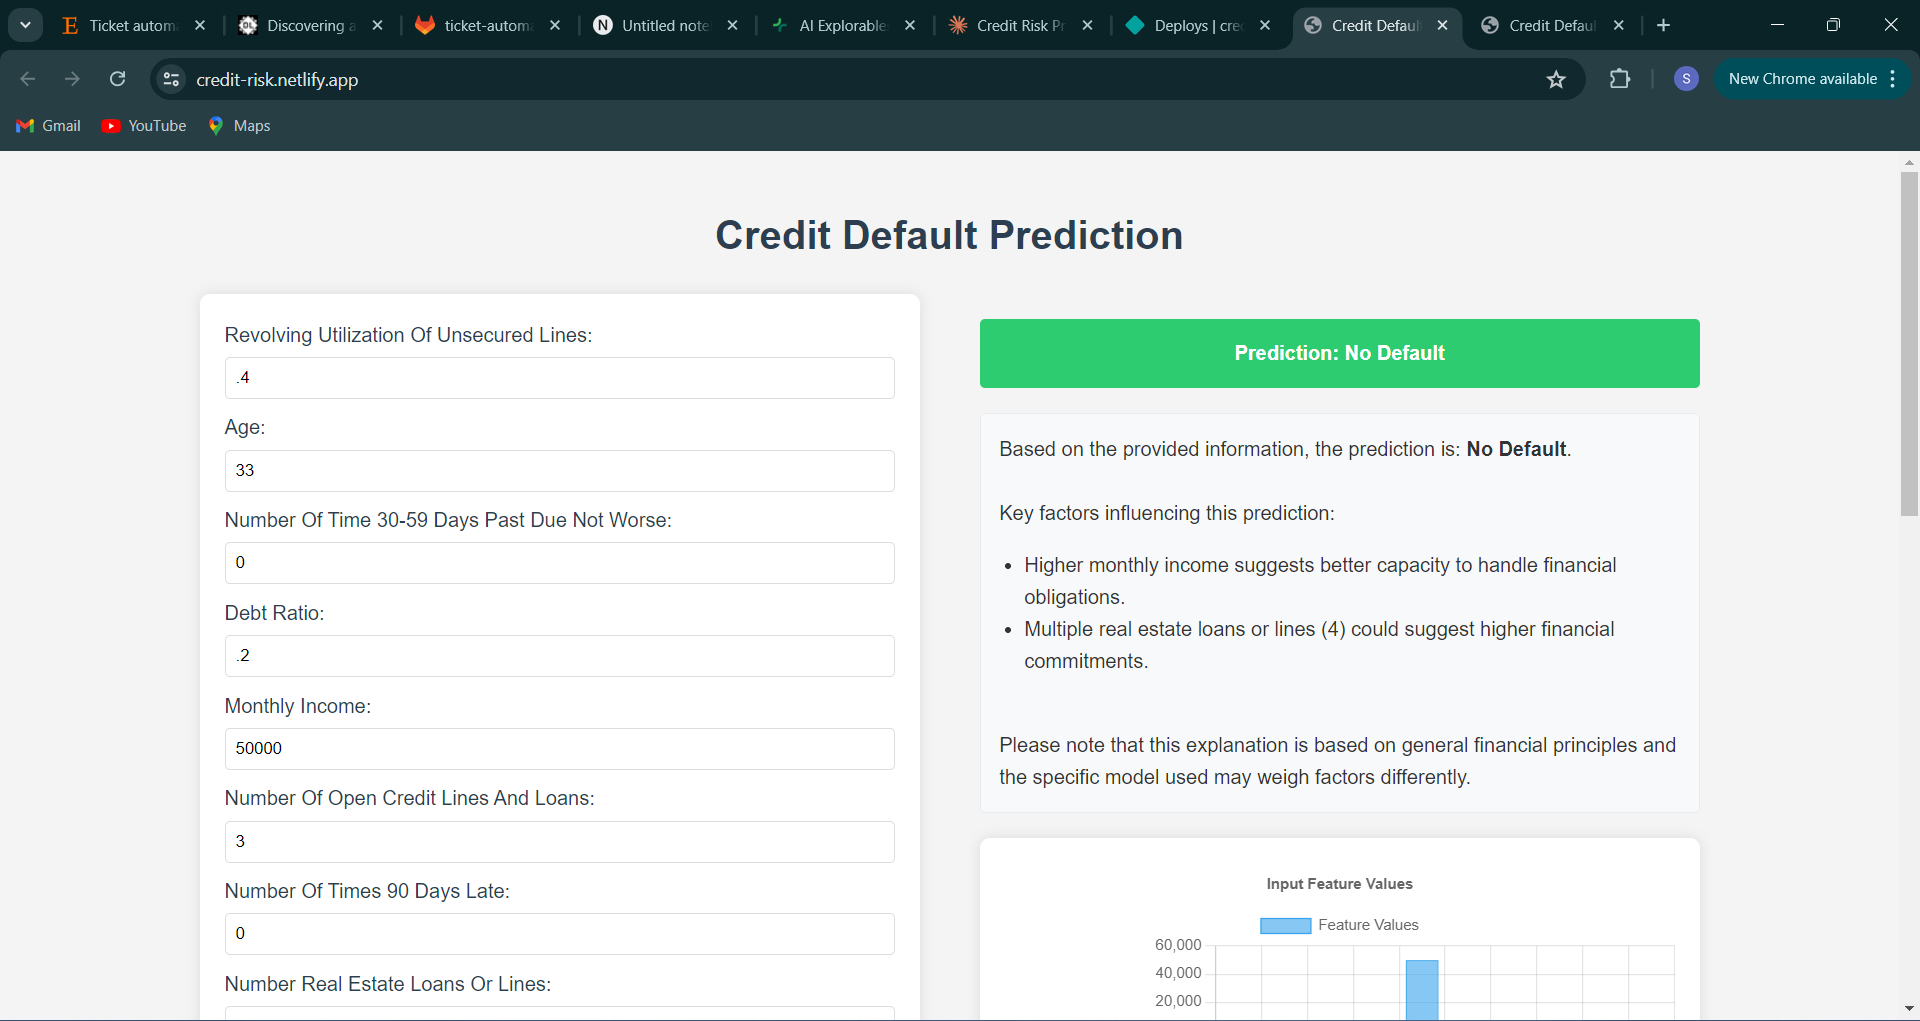 Ticket autom
Discovering a
ticket-autom
Untitled note
AI Explorable
Credit Risk Pr
Deploys | cre
Credit Defaul
Credit Defaul
credit-risk.netlify.app
S
New Chrome available
Gmail
YouTube
Maps
Credit Default Prediction
Revolving Utilization Of Unsecured Lines:
.4
Age:
33
Number Of Time 30-59 Days Past Due Not Worse:
0
Debt Ratio:
.2
Monthly Income:
50000
Number Of Open Credit Lines And Loans:
3
Number Of Times 90 Days Late:
0
Number Real Estate Loans Or Lines:
Prediction: No Default
Based on the provided information, the prediction is: No Default.
Key factors influencing this prediction:
• Higher monthly income suggests better capacity to handle financial
obligations.
• Multiple real estate loans or lines (4) could suggest higher financial
commitments.
Please note that this explanation is based on general financial principles and
the specific model used may weigh factors differently.
Input Feature Values
Feature Values
60,000
40,000
20,000